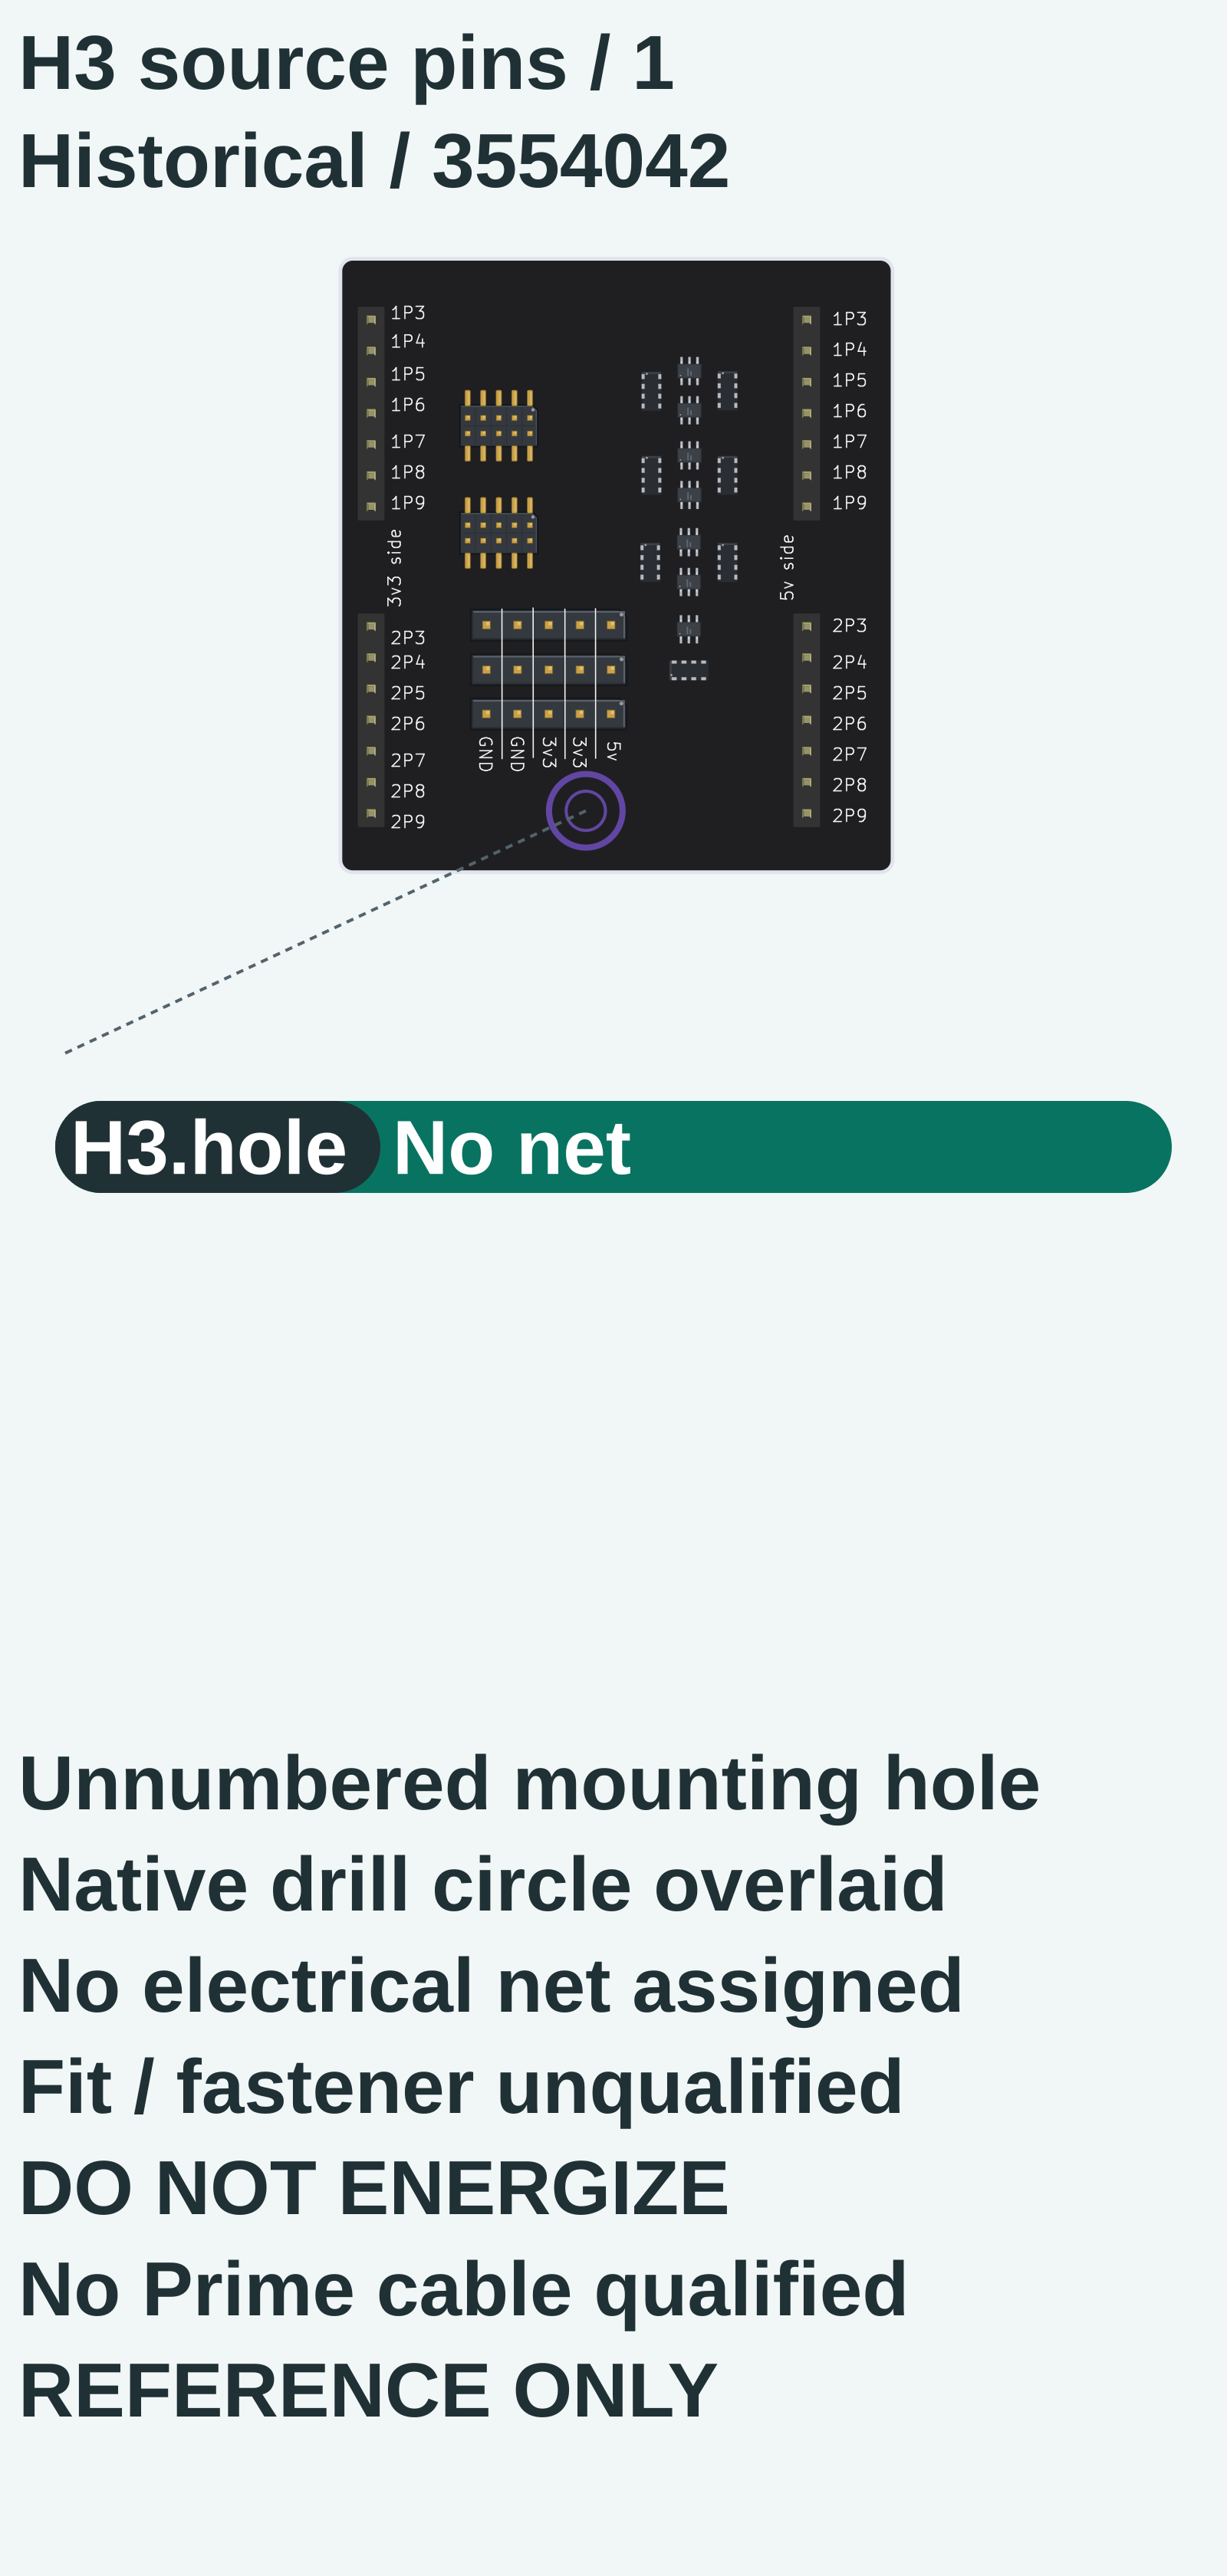 H3 source pins / 1
Historical / 3554042
1P3
1P4
1P5
1P6
1P7
1P8
1P9
3v3 side
2P3
2P4
2P5
2P6
2P7
2P8
2P9
GND
GND
3v3
3v3
5v
1P3
1P4
1P5
1P6
1P7
1P8
1P9
5v side
2P3
2P4
2P5
2P6
2P7
2P8
2P9
H3.hole No net
Unnumbered mounting hole
Native drill circle overlaid
No electrical net assigned
Fit / fastener unqualified
DO NOT ENERGIZE
No Prime cable qualified
REFERENCE ONLY